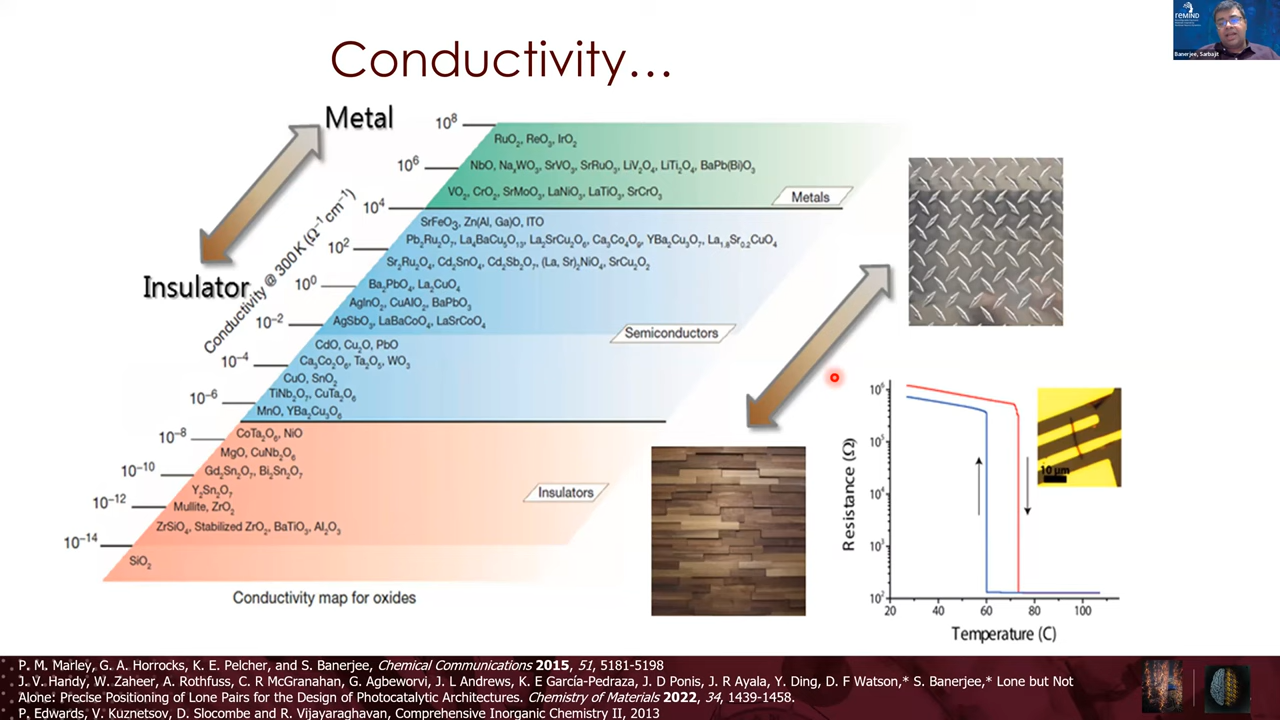 reMIND
Banerjee, Sarbajit
Conductivity…
Metal
Insulator
Conductivity @ 300 K (Ω⁻¹ cm⁻¹)
10⁸
RuO₂, ReO₃, IrO₂
10⁶
NbO, NaₓWO₃, SrVO₃, SrRuO₃, LiV₂O₄, LiTi₂O₄, BaPb(Bi)O₃
VO₂, CrO₂, SrMoO₃, LaNiO₃, LaTiO₃, SrCrO₃
Metals
10⁴
SrFeO₃, Zn(Al, Ga)O, ITO
10²
Pb₂Ru₂O₇, La₄BaCu₅O₁₃, La₂SrCu₂O₆, Ca₃Co₄O₉, YBa₂Cu₃O₇, La₁.₈Sr₀.₂CuO₄
Sr₂Ru₂O₄, Cd₂SnO₄, Cd₂Sb₂O₇, (La, Sr)₂NiO₄, SrCu₂O₂
10⁰
Ba₂PbO₄, La₂CuO₄
AgInO₂, CuAlO₂, BaPbO₃
10⁻²
AgSbO₃, LaBaCoO₄, LaSrCoO₄
Semiconductors
CdO, Cu₂O, PbO
10⁻⁴
Ca₃Co₂O₆, Ta₂O₅, WO₃
CuO, SnO₂
10⁻⁶
TiNb₂O₇, CuTa₂O₆
MnO, YBa₂Cu₃O₆
10⁻⁸
CoTa₂O₆, NiO
MgO, CuNb₂O₆
10⁻¹⁰
Gd₂Sn₂O₇, Bi₂Sn₂O₇
Y₂Sn₂O₇
Insulators
10⁻¹²
Mullite, ZrO₂
ZrSiO₄, Stabilized ZrO₂, BaTiO₃, Al₂O₃
10⁻¹⁴
SiO₂
Conductivity map for oxides
Resistance (Ω)
10⁶
10⁵
10⁴
10³
10²
20 40 60 80 100
Temperature (C)
10 μm
P. M. Marley, G. A. Horrocks, K. E. Pelcher, and S. Banerjee, Chemical Communications 2015, 51, 5181-5198
J. V. Handy, W. Zaheer, A. Rothfuss, C. R McGranahan, G. Agbeworvi, J. L Andrews, K. E García-Pedraza, J. D Ponis, J. R Ayala, Y. Ding, D. F Watson,* S. Banerjee,* Lone but Not
Alone: Precise Positioning of Lone Pairs for the Design of Photocatalytic Architectures. Chemistry of Materials 2022, 34, 1439-1458.
P. Edwards, V. Kuznetsov, D. Slocombe and R. Vijayaraghavan, Comprehensive Inorganic Chemistry II, 2013